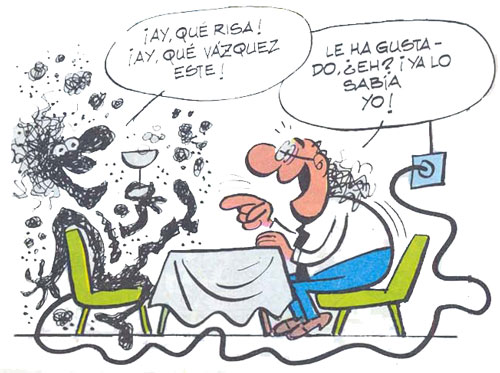 ¡AY, QUÉ RISA!
¡AY, QUÉ VÁZQUEZ
ESTE!
LE HA GUSTA-
DO, ¿EH? ¡YA LO
SABÍA
YO!